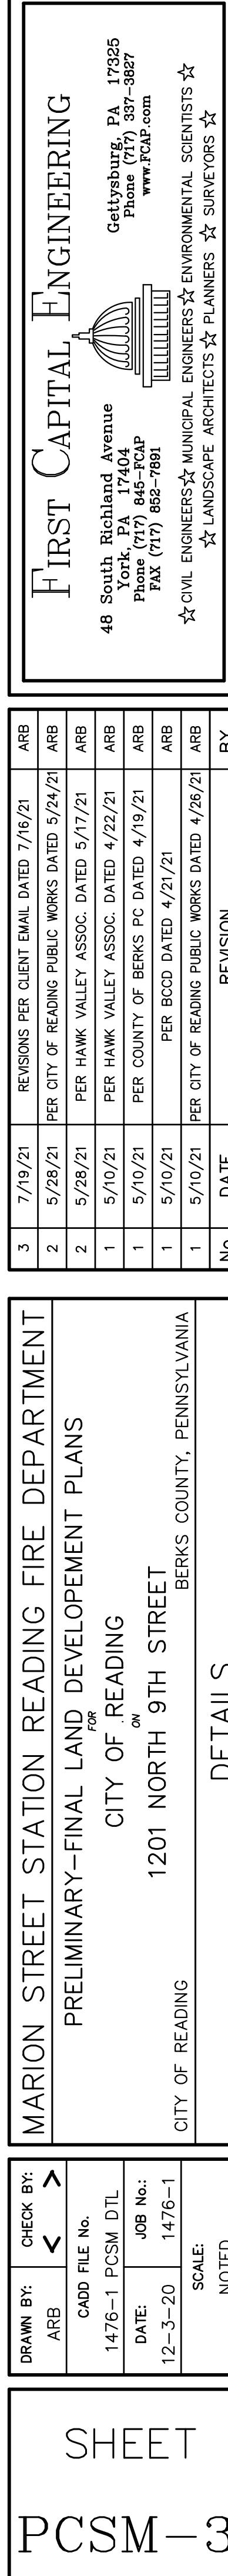 FIRST CAPITAL ENGINEERING
48 South Richland Avenue
York, PA 17404
Phone (717) 845-FCAP
FAX (717) 852-7891
Gettysburg, PA 17325
Phone (717) 337-3827
www.FCAP.com
☆ CIVIL ENGINEERS ☆ MUNICIPAL ENGINEERS ☆ ENVIRONMENTAL SCIENTISTS ☆
☆ LANDSCAPE ARCHITECTS ☆ PLANNERS ☆ SURVEYORS ☆
3 7/19/21 REVISIONS PER CLIENT EMAIL DATED 7/16/21 ARB
2 5/28/21 PER CITY OF READING PUBLIC WORKS DATED 5/24/21 ARB
2 5/28/21 PER HAWK VALLEY ASSOC. DATED 5/17/21 ARB
1 5/10/21 PER HAWK VALLEY ASSOC. DATED 4/22/21 ARB
1 5/10/21 PER COUNTY OF BERKS PC DATED 4/19/21 ARB
1 5/10/21 PER BCCD DATED 4/21/21 ARB
1 5/10/21 PER CITY OF READING PUBLIC WORKS DATED 4/26/21 ARB
No. DATE REVISION BY
MARION STREET STATION READING FIRE DEPARTMENT
PRELIMINARY-FINAL LAND DEVELOPEMENT PLANS
FOR
CITY OF READING
ON
1201 NORTH 9TH STREET
CITY OF READING BERKS COUNTY, PENNSYLVANIA
DETAILS
DRAWN BY: CHECK BY:
ARB < >
CADD FILE No.
1476-1 PCSM DTL
DATE: JOB No.:
12-3-20 1476-1
SCALE:
NOTED
SHEET
PCSM-3